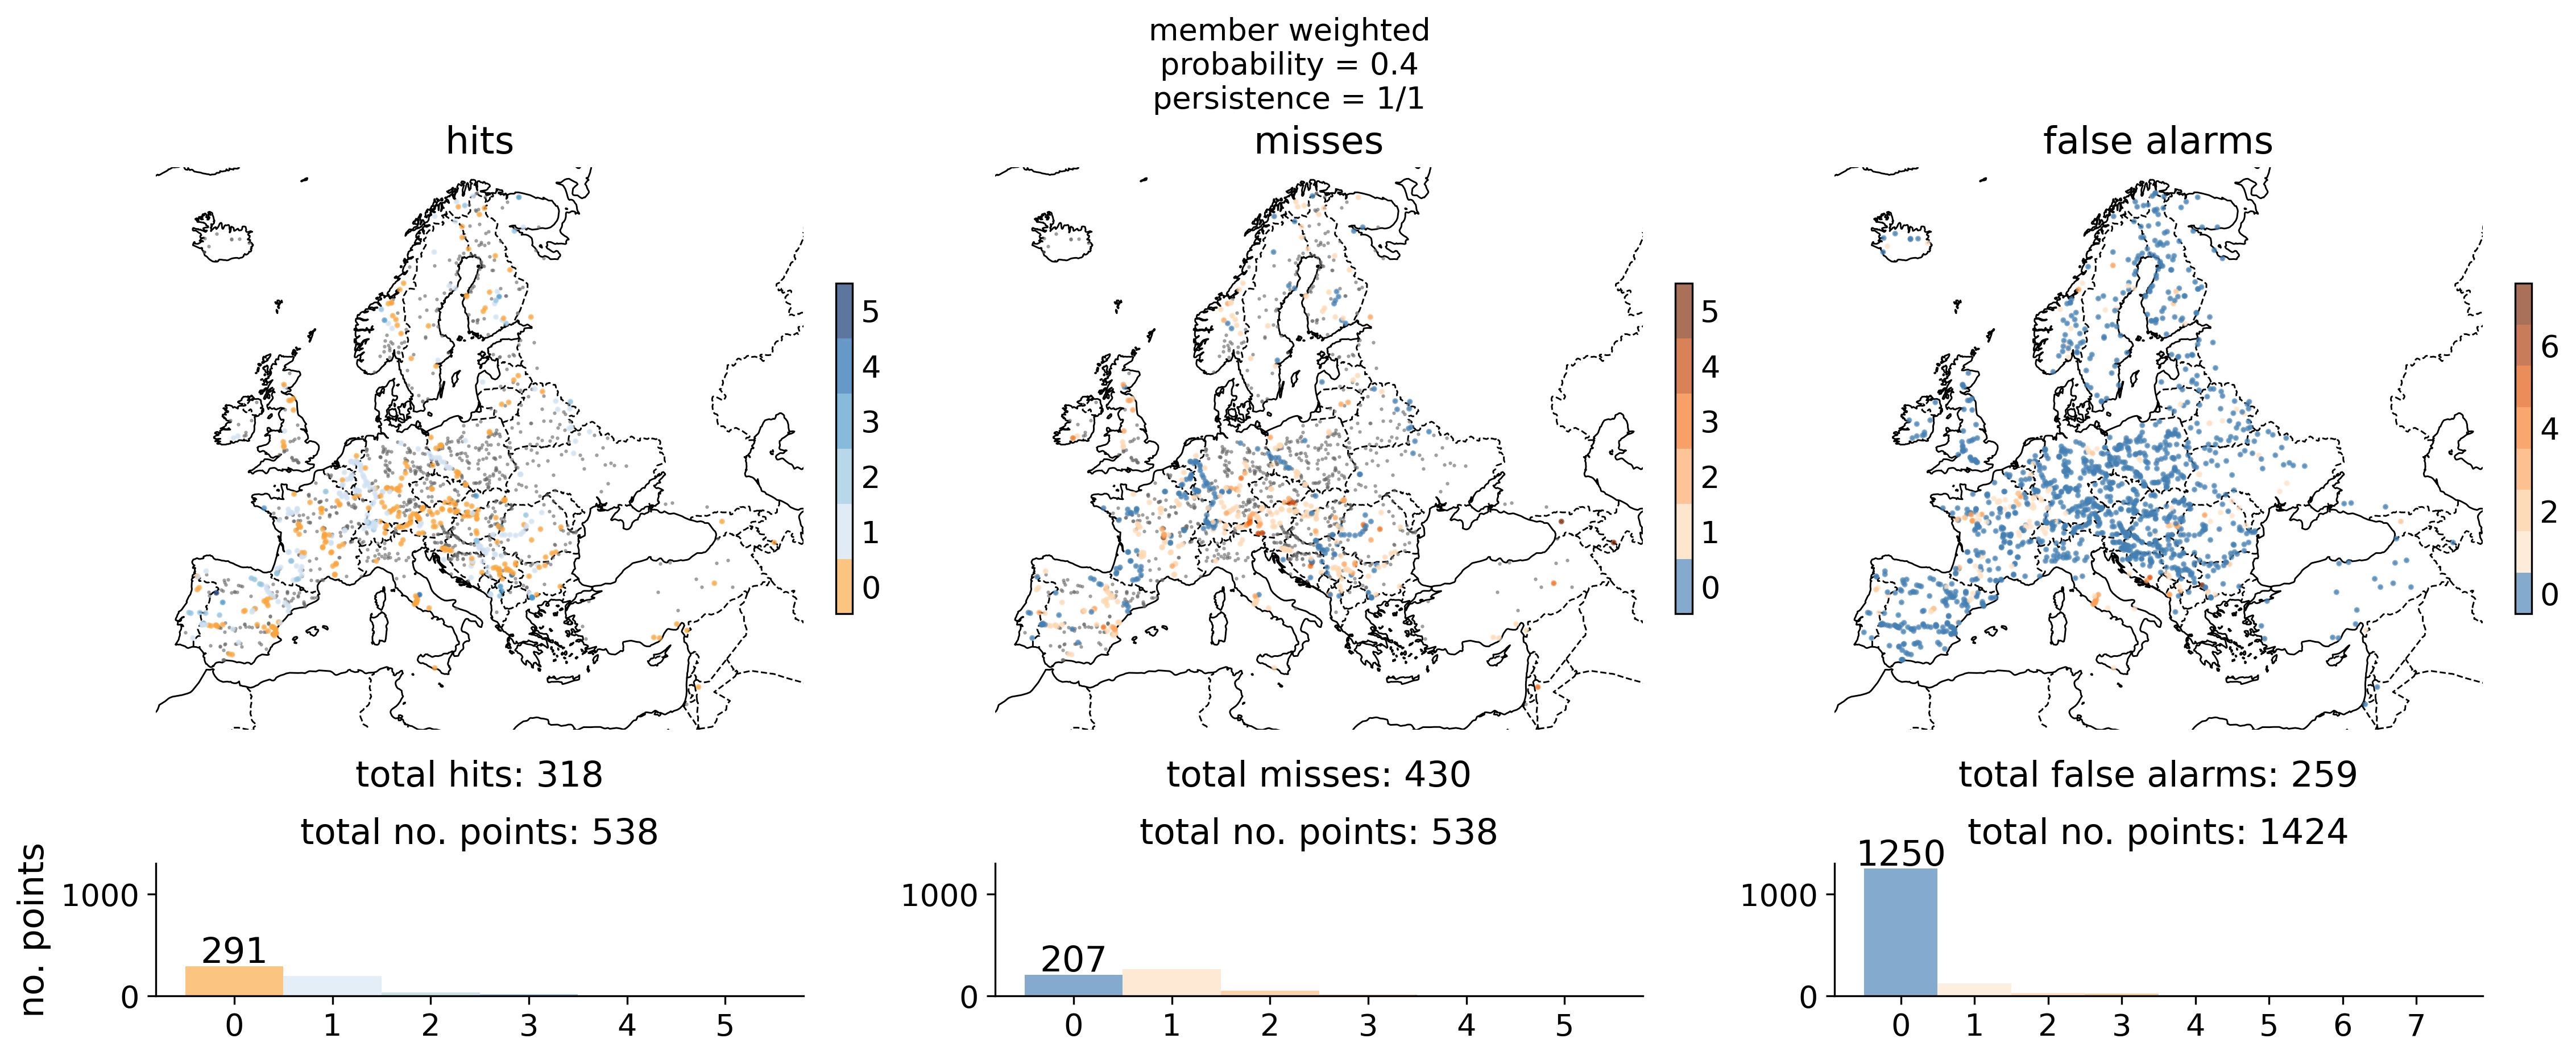 member weighted
probability = 0.4
persistence = 1/1
hits
misses
false alarms
5
4
3
2
1
0
5
4
3
2
1
0
6
4
2
0
total hits: 318
total misses: 430
total false alarms: 259
total no. points: 538
total no. points: 538
total no. points: 1424
no. points
1000
0
291
0 1 2 3 4 5
1000
0
207
0 1 2 3 4 5
1000
0
1250
0 1 2 3 4 5 6 7